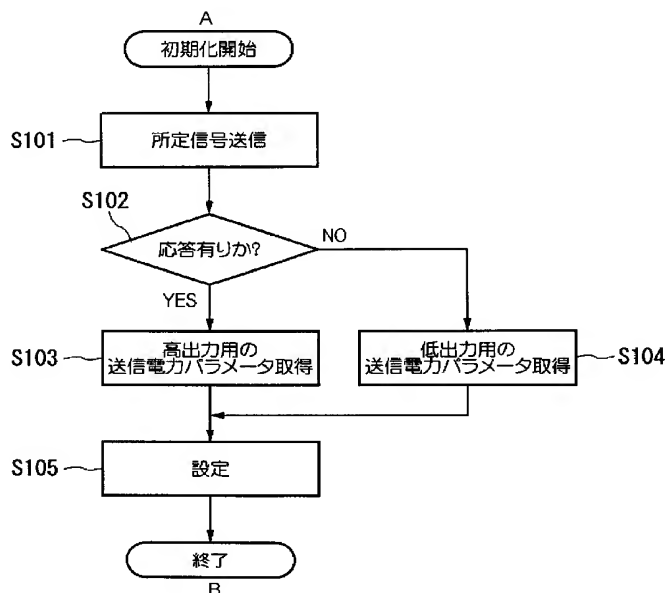 A
初期化開始
S101
所定信号送信
S102
応答有りか?
NO
YES
S103
高出力用の
送信電力パラメータ取得
低出力用の
送信電力パラメータ取得
S104
S105
設定
終了
B